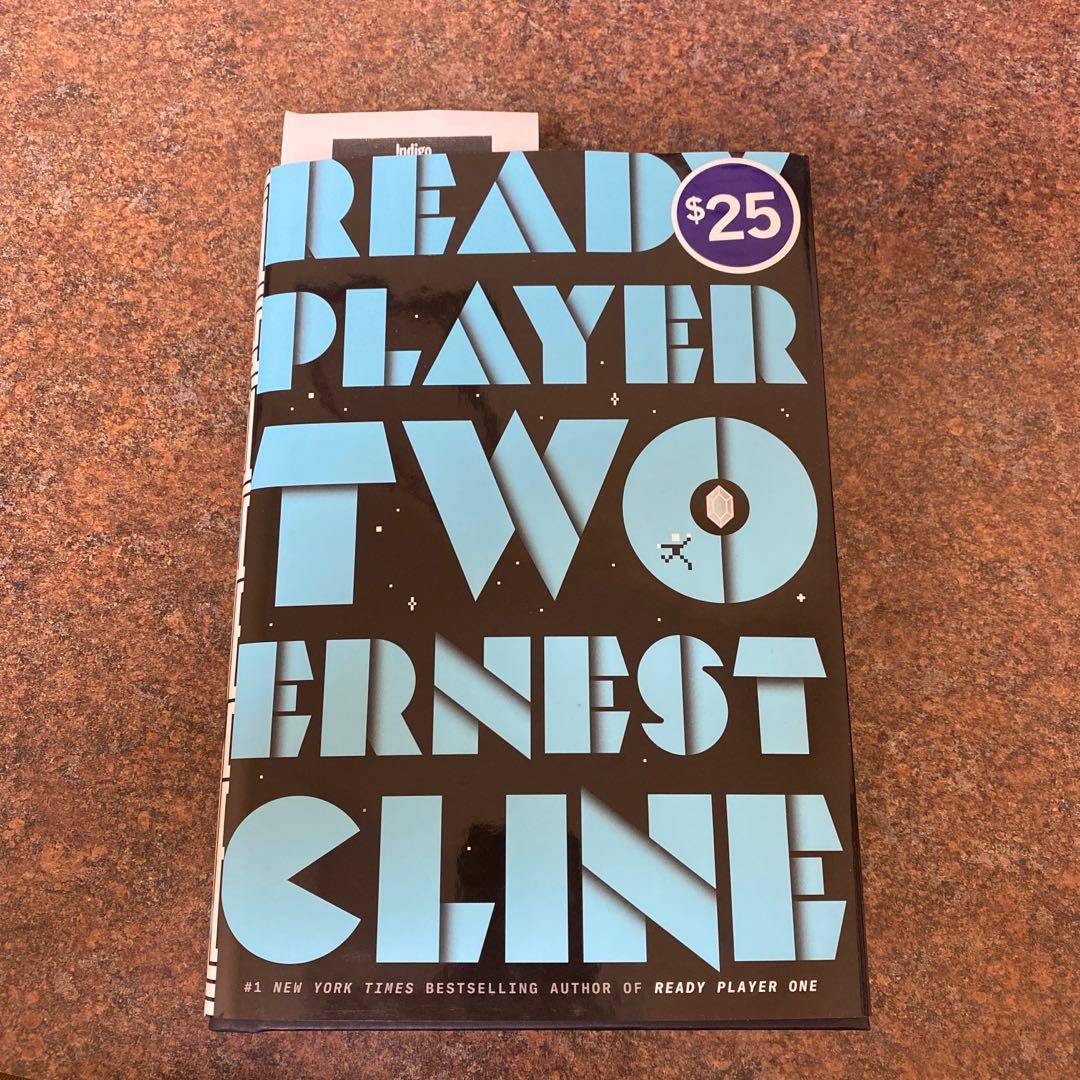 Indigo
READY
$25
PLAYER
TWO
ERNEST
CLINE
#1 NEW YORK TIMES BESTSELLING AUTHOR OF READY PLAYER ONE